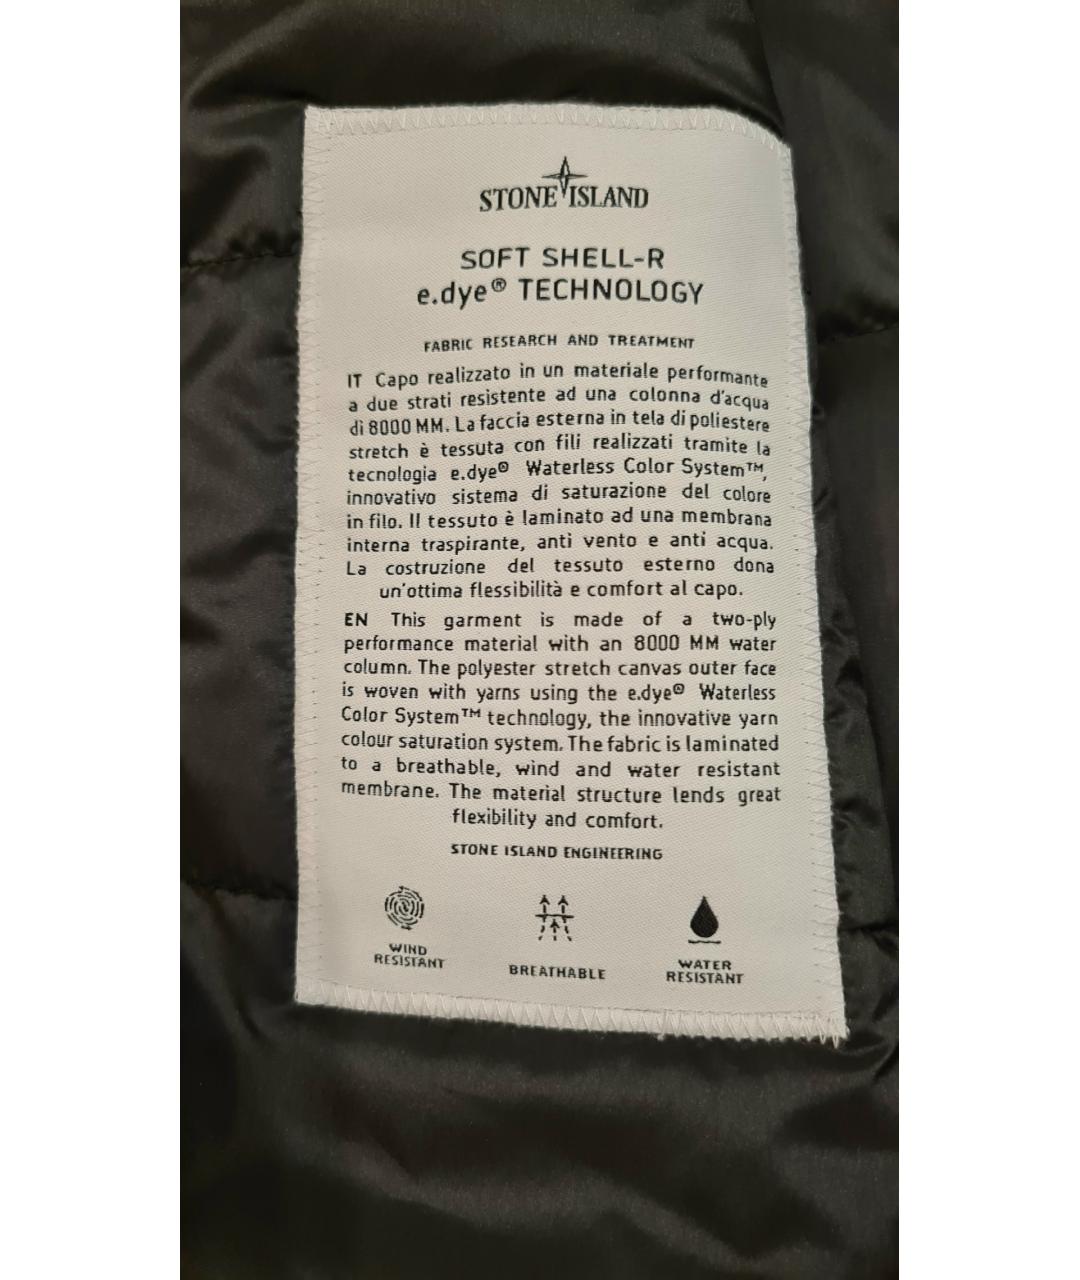 STONE ISLAND
SOFT SHELL-R
e.dye® TECHNOLOGY
FABRIC RESEARCH AND TREATMENT
IT Capo realizzato in un materiale performante
a due strati resistente ad una colonna d'acqua
di 8000 MM. La faccia esterna in tela di poliestere
stretch è tessuta con fili realizzati tramite la
tecnologia e.dye® Waterless Color System™,
innovativo sistema di saturazione del colore
in filo. Il tessuto è laminato ad una membrana
interna traspirante, anti vento e anti acqua.
La costruzione del tessuto esterno dona
un'ottima flessibilità e comfort al capo.
EN This garment is made of a two-ply
performance material with an 8000 MM water
column. The polyester stretch canvas outer face
is woven with yarns using the e.dye® Waterless
Color System™ technology, the innovative yarn
colour saturation system. The fabric is laminated
to a breathable, wind and water resistant
membrane. The material structure lends great
flexibility and comfort.
STONE ISLAND ENGINEERING
WIND
RESISTANT
BREATHABLE
WATER
RESISTANT